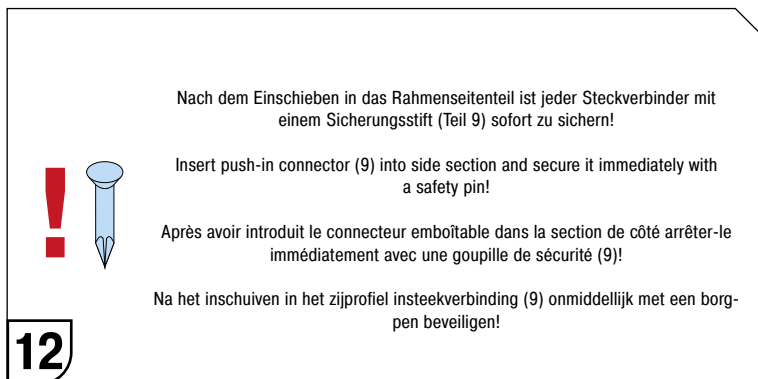 Nach dem Einschieben in das Rahmenseitenteil ist jeder Steckverbinder mit
einem Sicherungsstift (Teil 9) sofort zu sichern!
Insert push-in connector (9) into side section and secure it immediately with
a safety pin!
Après avoir introduit le connecteur emboîtable dans la section de côté arrêter-le
immédiatement avec une goupille de sécurité (9)!
Na het inschuiven in het zijprofiel insteekverbinding (9) onmiddellijk met een borg-
pen beveiligen!
!
12